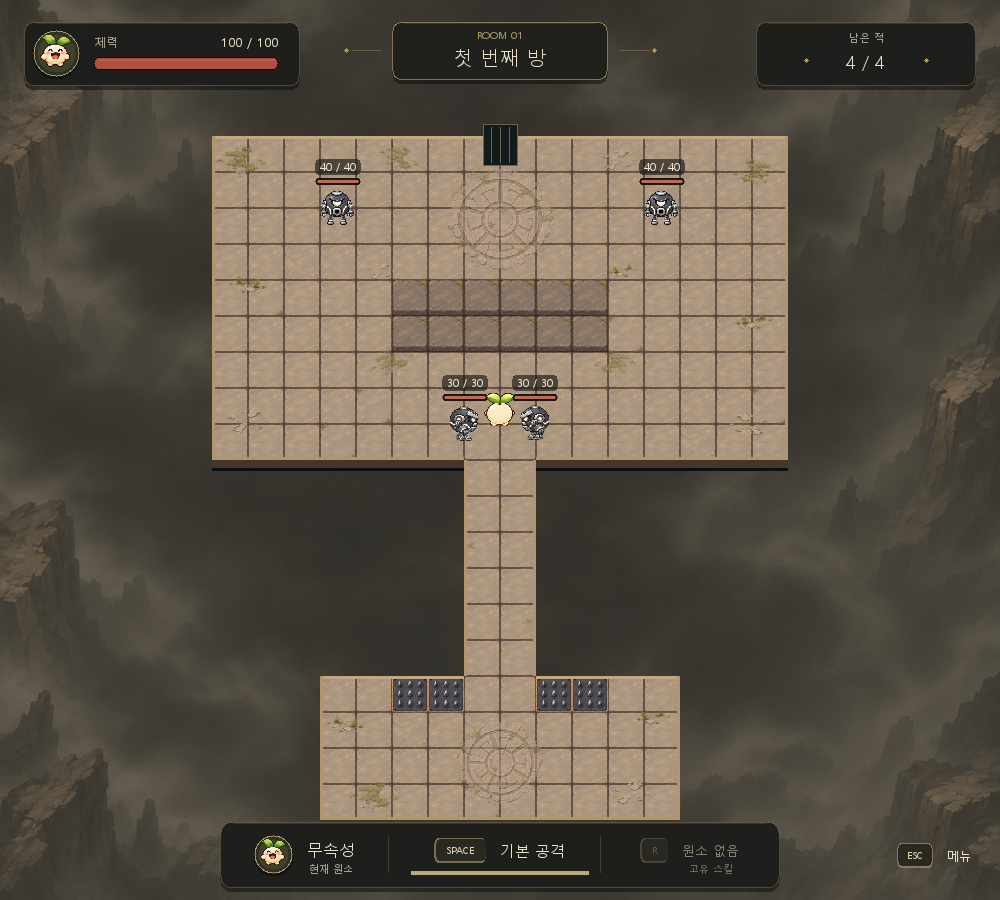 체력
100 / 100
ROOM 01
첫 번째 방
남은 적
4 / 4
40 / 40
40 / 40
30 / 30
30 / 30
무속성
현재 원소
SPACE
기본 공격
R
원소 없음
고유 스킬
ESC
메뉴